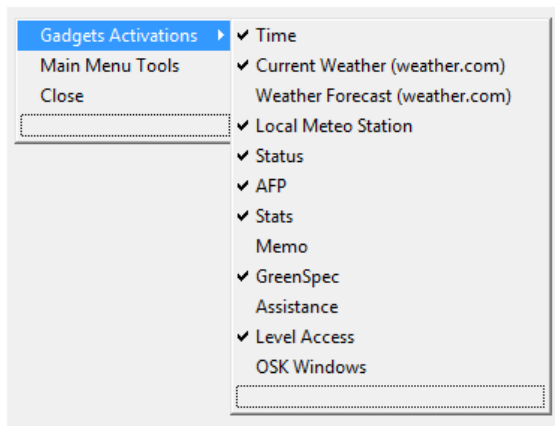 Gadgets Activations
Main Menu Tools
Close
Time
Current Weather (weather.com)
Weather Forecast (weather.com)
Local Meteo Station
Status
AFP
Stats
Memo
GreenSpec
Assistance
Level Access
OSK Windows